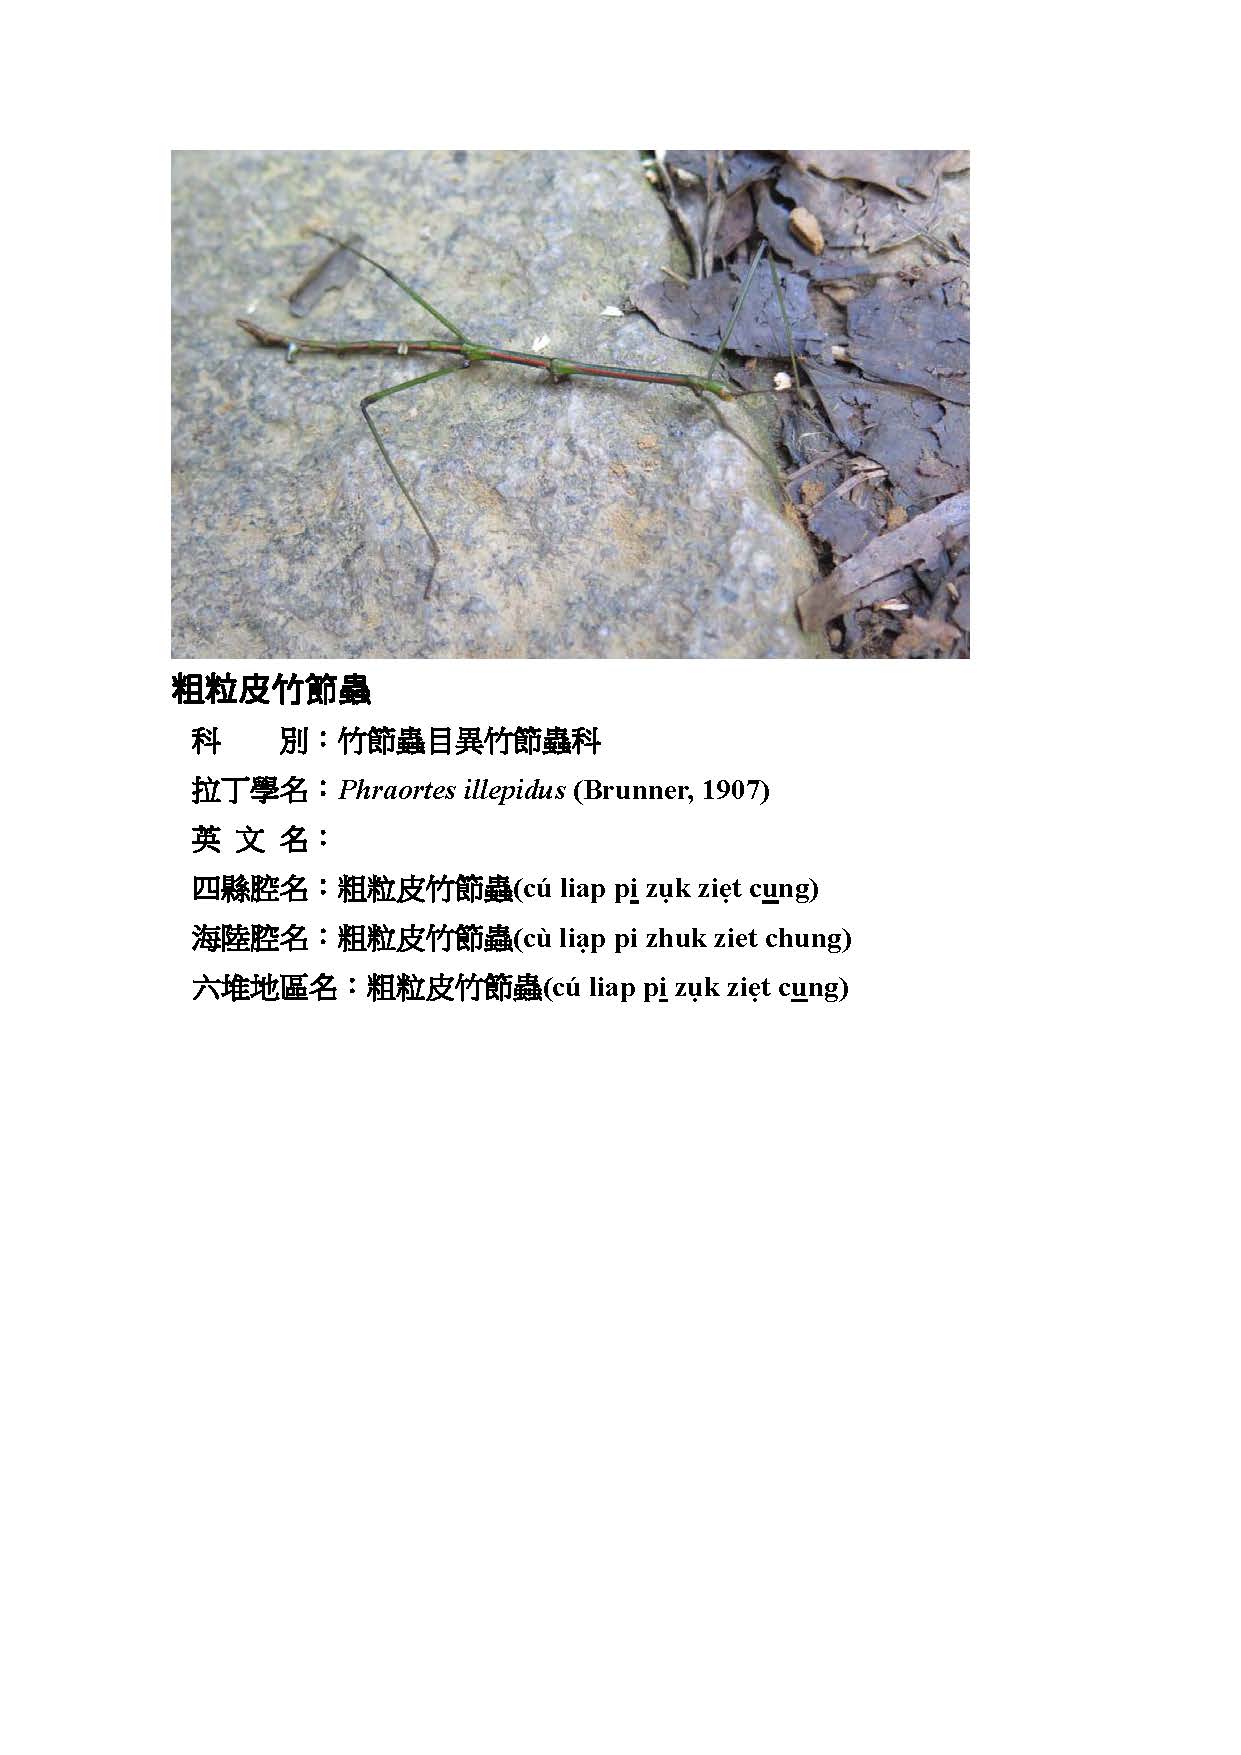 粗粒皮竹節蟲
科　　別：竹節蟲目異竹節蟲科
拉丁學名：Phraortes illepidus (Brunner, 1907)
英 文 名：
四縣腔名：粗粒皮竹節蟲(cú liap pi̲ zụk ziẹt cu̲ng)
海陸腔名：粗粒皮竹節蟲(cù liạp pi zhuk ziet chung)
六堆地區名：粗粒皮竹節蟲(cú liap pi̲ zụk ziẹt cu̲ng)